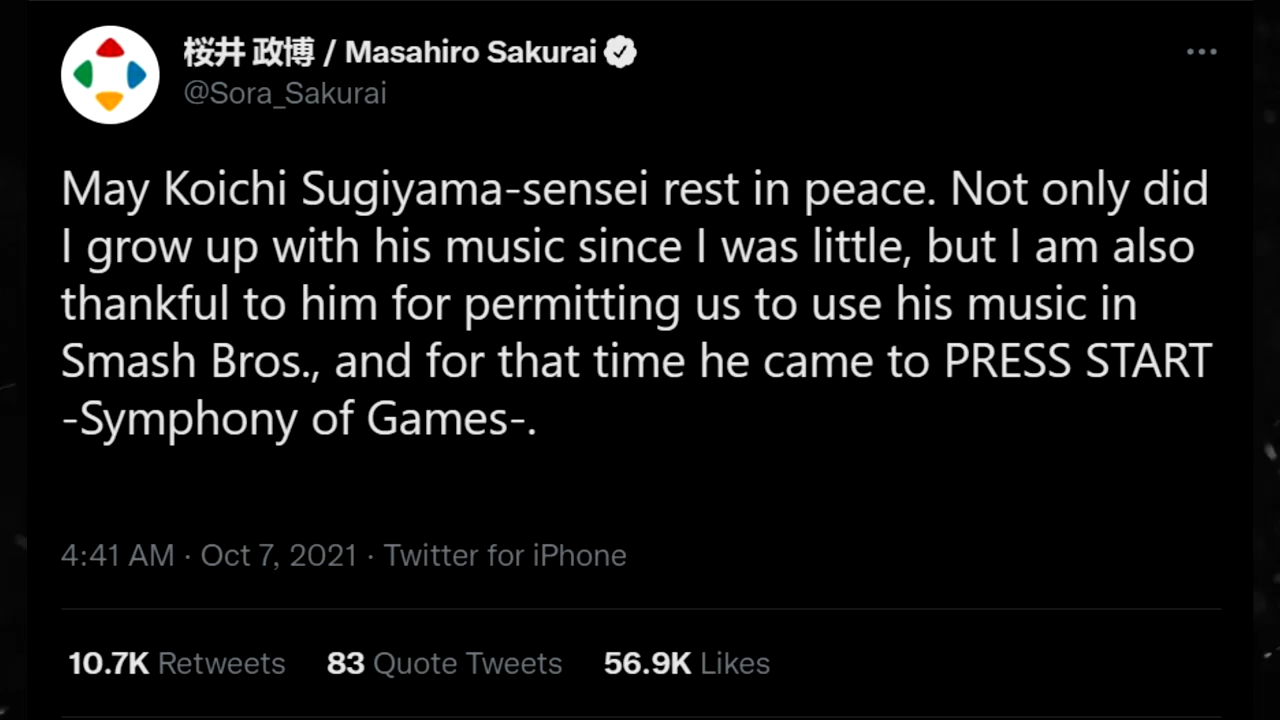 桜井 政博 / Masahiro Sakurai
@Sora_Sakurai
May Koichi Sugiyama-sensei rest in peace. Not only did
I grow up with his music since I was little, but I am also
thankful to him for permitting us to use his music in
Smash Bros., and for that time he came to PRESS START
-Symphony of Games-.
4:41 AM · Oct 7, 2021 · Twitter for iPhone
10.7K Retweets 83 Quote Tweets 56.9K Likes